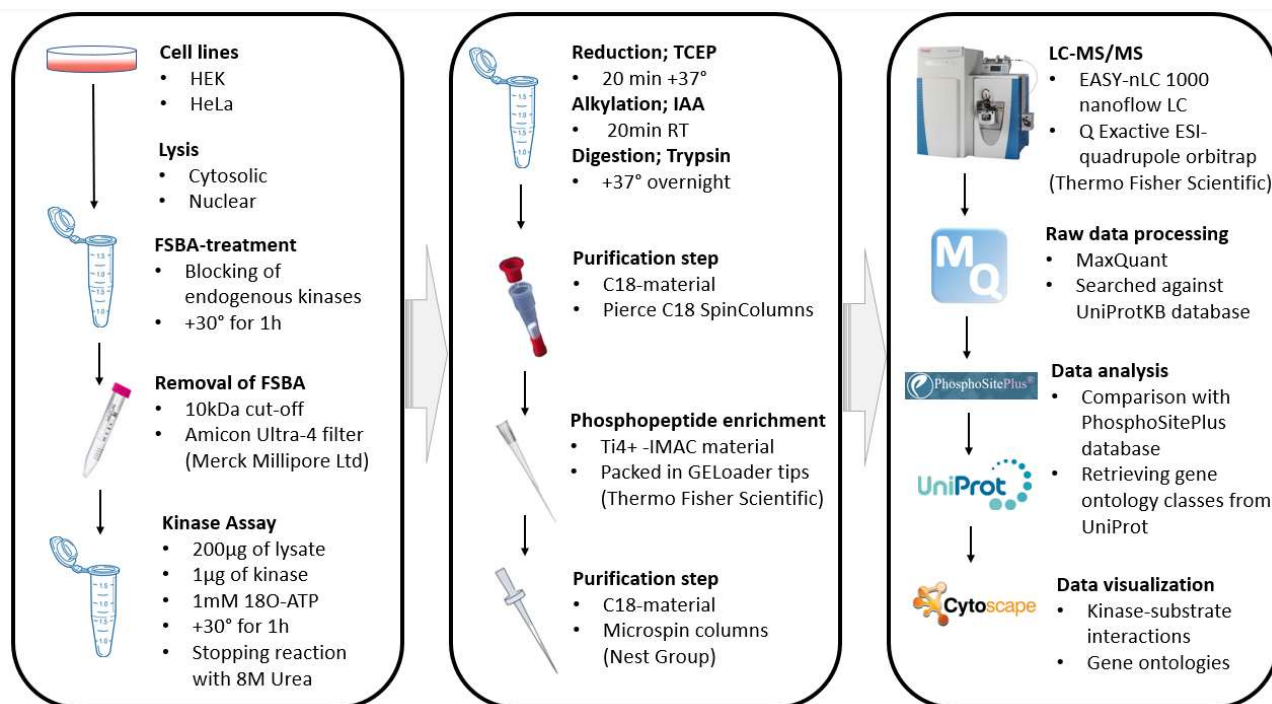 Cell lines
• HEK
• HeLa
Lysis
• Cytosolic
• Nuclear
FSBA-treatment
• Blocking of
endogenous kinases
• +30° for 1h
Removal of FSBA
• 10kDa cut-off
• Amicon Ultra-4 filter
(Merck Millipore Ltd)
Kinase Assay
• 200µg of lysate
• 1µg of kinase
• 1mM 18O-ATP
• +30° for 1h
• Stopping reaction
with 8M Urea
Reduction; TCEP
• 20 min +37°
Alkylation; IAA
• 20min RT
Digestion; Trypsin
• +37° overnight
Purification step
• C18-material
• Pierce C18 SpinColumns
Phosphopeptide enrichment
• Ti4+ -IMAC material
• Packed in GELoader tips
(Thermo Fisher Scientific)
Purification step
• C18-material
• Microspin columns
(Nest Group)
LC-MS/MS
• EASY-nLC 1000
nanoflow LC
• Q Exactive ESI-
quadrupole orbitrap
(Thermo Fisher Scientific)
MQ
Raw data processing
• MaxQuant
• Searched against
UniProtKB database
PhosphoSitePlus®
Data analysis
• Comparison with
PhosphoSitePlus
database
• Retrieving gene
ontology classes from
UniProt
UniProt
Cytoscape
Data visualization
• Kinase-substrate
interactions
• Gene ontologies